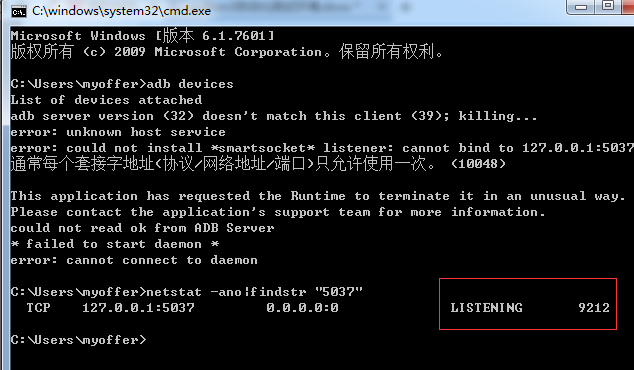 C:\windows\system32\cmd.exe
Microsoft Windows [版本 6.1.7601]
版权所有 (c) 2009 Microsoft Corporation。保留所有权利。
C:\Users\myoffer>adb devices
List of devices attached
adb server version (32) doesn't match this client (39); killing...
error: unknown host service
error: could not install *smartsocket* listener: cannot bind to 127.0.0.1:5037
通常每个套接字地址(协议/网络地址/端口)只允许使用一次。 (10048)
This application has requested the Runtime to terminate it in an unusual way.
Please contact the application's support team for more information.
could not read ok from ADB Server
* failed to start daemon *
error: cannot connect to daemon
C:\Users\myoffer>netstat -ano|findstr "5037"
TCP 127.0.0.1:5037 0.0.0.0:0 LISTENING 9212
C:\Users\myoffer>